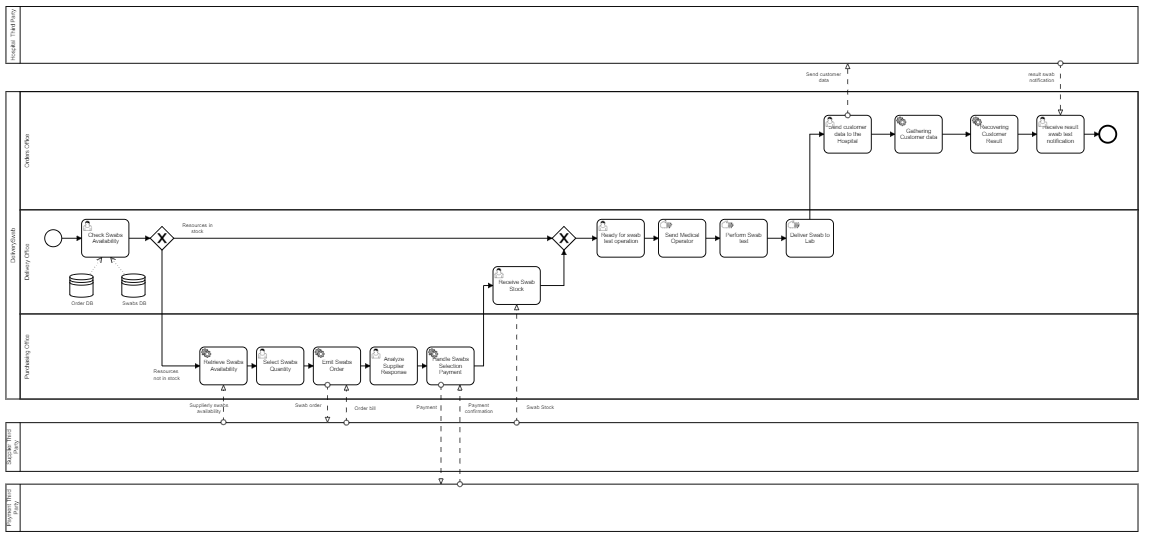 Hospital Third Party
Send customer
data
result swab
notification
DeliverySwab
Orders Office
Send customer
data to the
Hospital
Gathering
Customer data
Recovering
Customer
Result
Receive result
swab test
notification
Delivery Office
Check Swabs
Availability
Resources in
stock
Ready for swab
test operation
Send Medical
Operator
Perform Swab
test
Deliver Swab to
Lab
Order DB
Swabs DB
Receive Swab
Stock
Purchasing Office
Resources
not in stock
Retrieve Swabs
Availability
Select Swabs
Quantity
Emit Swabs
Order
Analyze
Supplier
Response
Handle Swabs
Selection
Payment
swabs
availability
Swab order
Order bill
Payment
Payment
confirmation
Swab Stock
Supplier Third
Party
Payment Third
Party